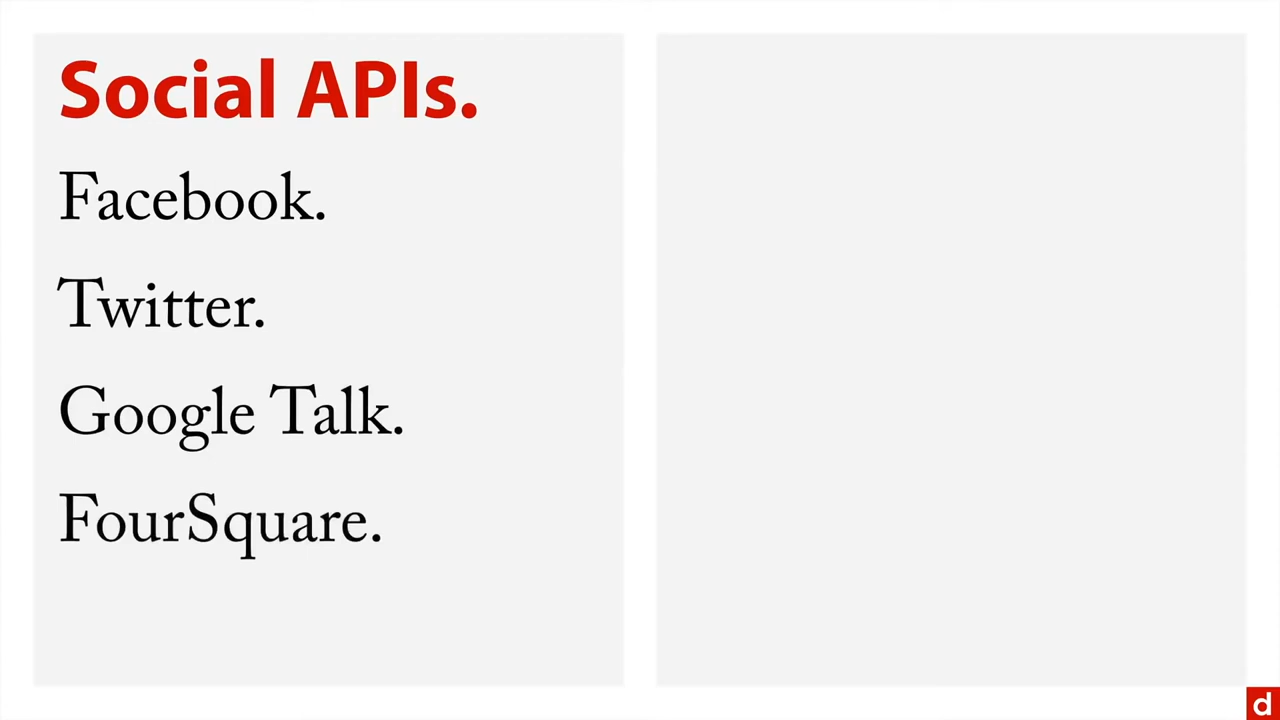 Social APIs.
Facebook.
Twitter.
Google Talk.
FourSquare.
d